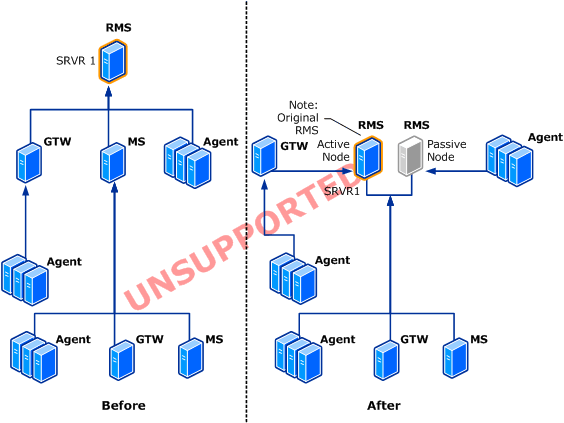 RMS
SRVR 1
GTW
MS
Agent
Agent
Agent
GTW
MS
Before
UNSUPPORTED
Note:
Original
RMS
RMS
RMS
GTW
Active
Node
Passive
Node
Agent
SRVR1
Agent
Agent
GTW
MS
After